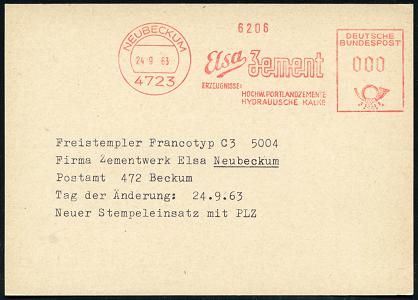 NEUBECKUM
24-9 63
4723
6206
Elsa Zement
ERZEUGNISSE:
HOCHW. PORTLANDZEMENTE
HYDRAULISCHE KALKE
DEUTSCHE
BUNDESPOST
000
Freistempler Francotyp C3 5004
Firma Zementwerk Elsa Neubeckum
Postamt 472 Beckum
Tag der Änderung: 24.9.63
Neuer Stempeleinsatz mit PLZ